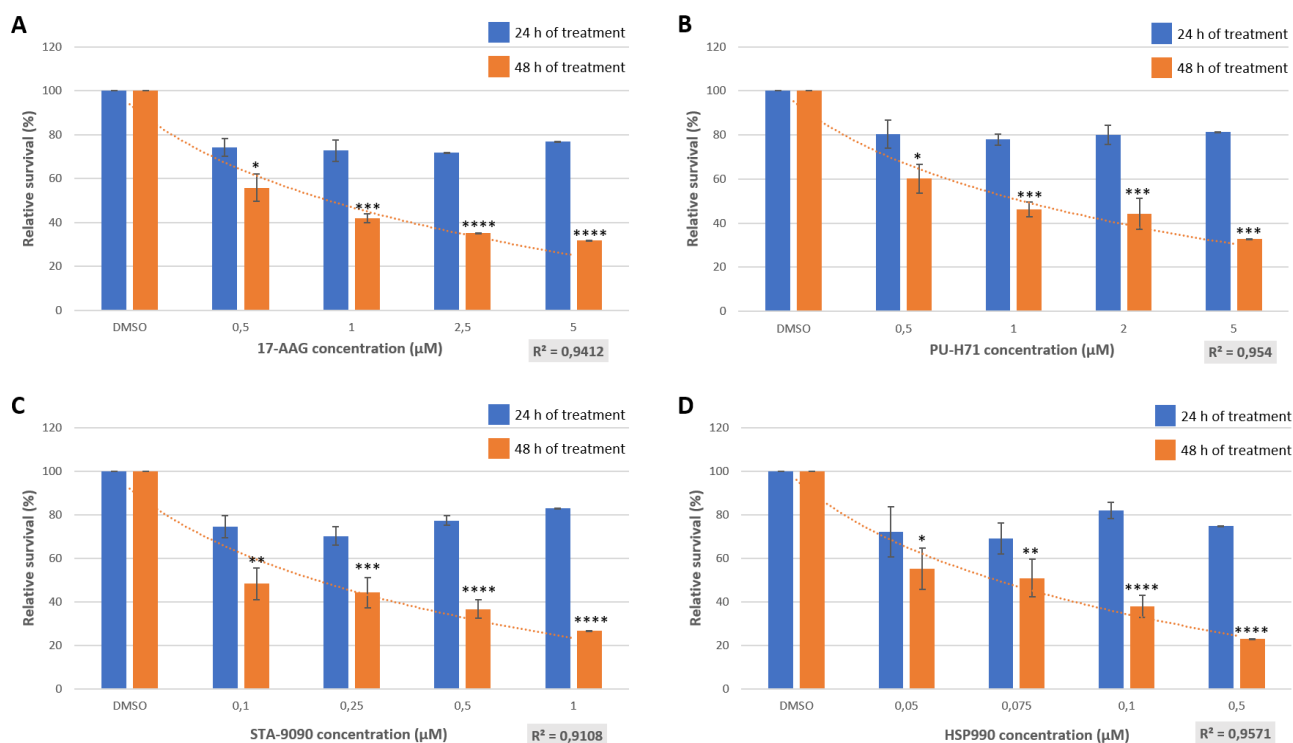 A
24 h of treatment
48 h of treatment
Relative survival (%)
120
100
80
60
40
20
0
*
***
****
****
DMSO
0,5
1
2,5
5
17-AAG concentration (µM)
R² = 0,9412
B
24 h of treatment
48 h of treatment
Relative survival (%)
120
100
80
60
40
20
0
*
***
***
***
DMSO
0,5
1
2
5
PU-H71 concentration (µM)
R² = 0,954
C
24 h of treatment
48 h of treatment
Relative survival (%)
120
100
80
60
40
20
0
**
***
****
****
DMSO
0,1
0,25
0,5
1
STA-9090 concentration (µM)
R² = 0,9108
D
24 h of treatment
48 h of treatment
Relative survival (%)
120
100
80
60
40
20
0
*
**
****
****
DMSO
0,05
0,075
0,1
0,5
HSP990 concentration (µM)
R² = 0,9571